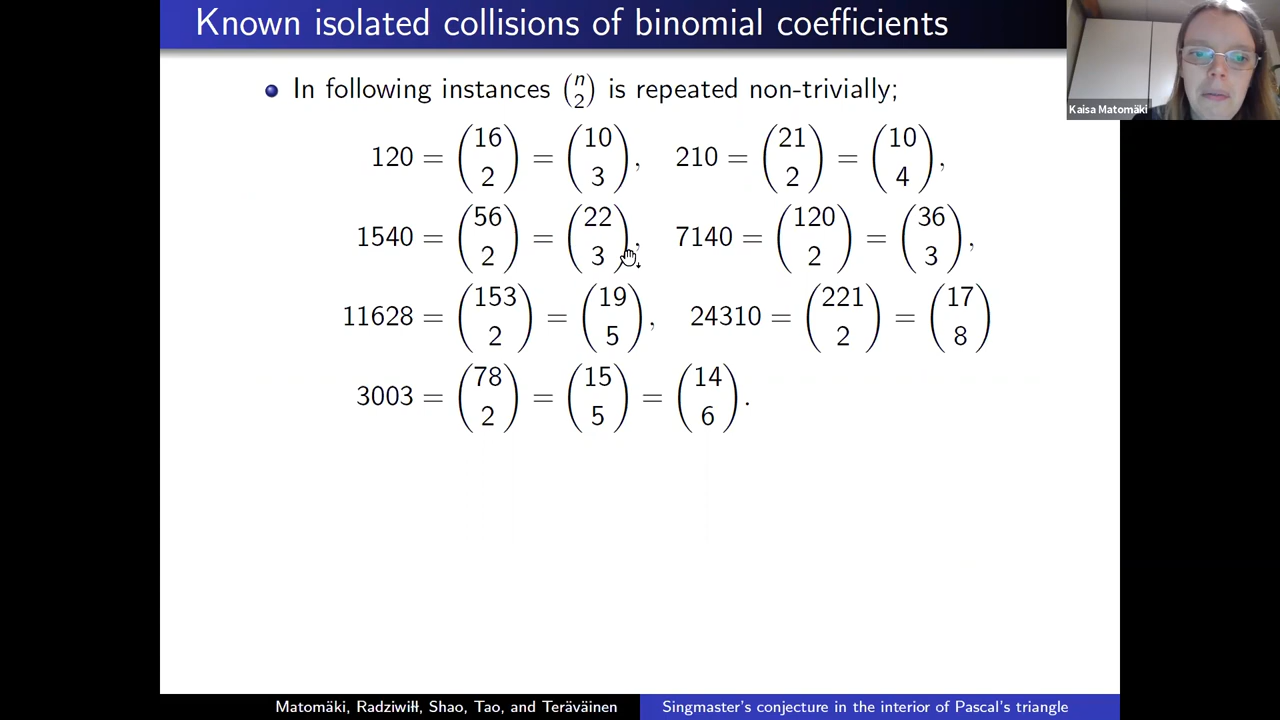 Known isolated collisions of binomial coefficients
Kaisa Matomäki
In following instances (n 2) is repeated non-trivially;
120 = (16 2) = (10 3), 210 = (21 2) = (10 4),
1540 = (56 2) = (22 3), 7140 = (120 2) = (36 3),
11628 = (153 2) = (19 5), 24310 = (221 2) = (17 8)
3003 = (78 2) = (15 5) = (14 6).
Matomäki, Radziwiłł, Shao, Tao, and Teräväinen
Singmaster's conjecture in the interior of Pascal's triangle